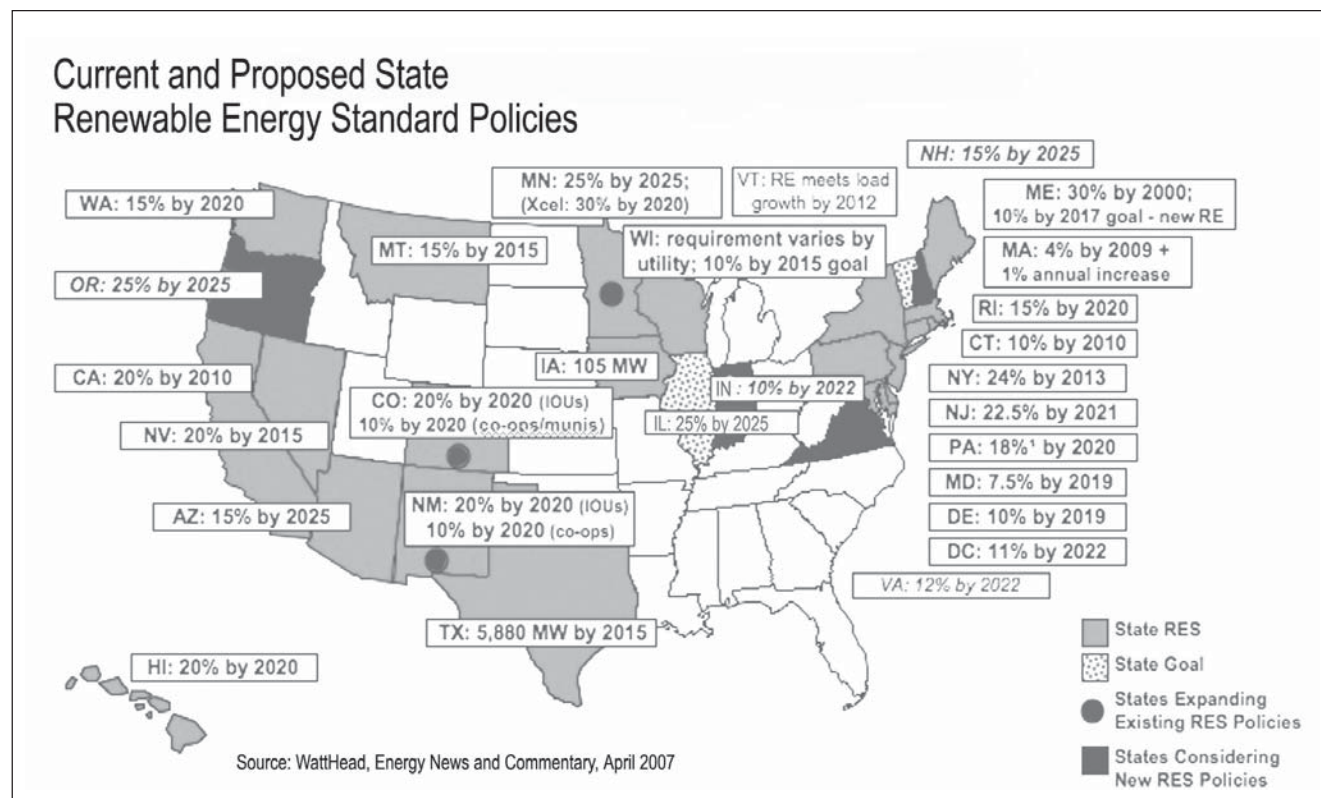 Current and Proposed State
Renewable Energy Standard Policies
NH: 15% by 2025
MN: 25% by 2025;
(Xcel: 30% by 2020)
VT: RE meets load
growth by 2012
ME: 30% by 2000;
10% by 2017 goal - new RE
WA: 15% by 2020
MT: 15% by 2015
WI: requirement varies by
utility; 10% by 2015 goal
MA: 4% by 2009 +
1% annual increase
OR: 25% by 2025
RI: 15% by 2020
CT: 10% by 2010
IA: 105 MW
CA: 20% by 2010
IN : 10% by 2022
NY: 24% by 2013
CO: 20% by 2020 (IOUs)
10% by 2020 (co-ops/munis)
IL: 25% by 2025
NJ: 22.5% by 2021
NV: 20% by 2015
PA: 18%¹ by 2020
MD: 7.5% by 2019
AZ: 15% by 2025
NM: 20% by 2020 (IOUs)
10% by 2020 (co-ops)
DE: 10% by 2019
DC: 11% by 2022
VA: 12% by 2022
TX: 5,880 MW by 2015
HI: 20% by 2020
State RES
State Goal
States Expanding
Existing RES Policies
States Considering
New RES Policies
Source: WattHead, Energy News and Commentary, April 2007